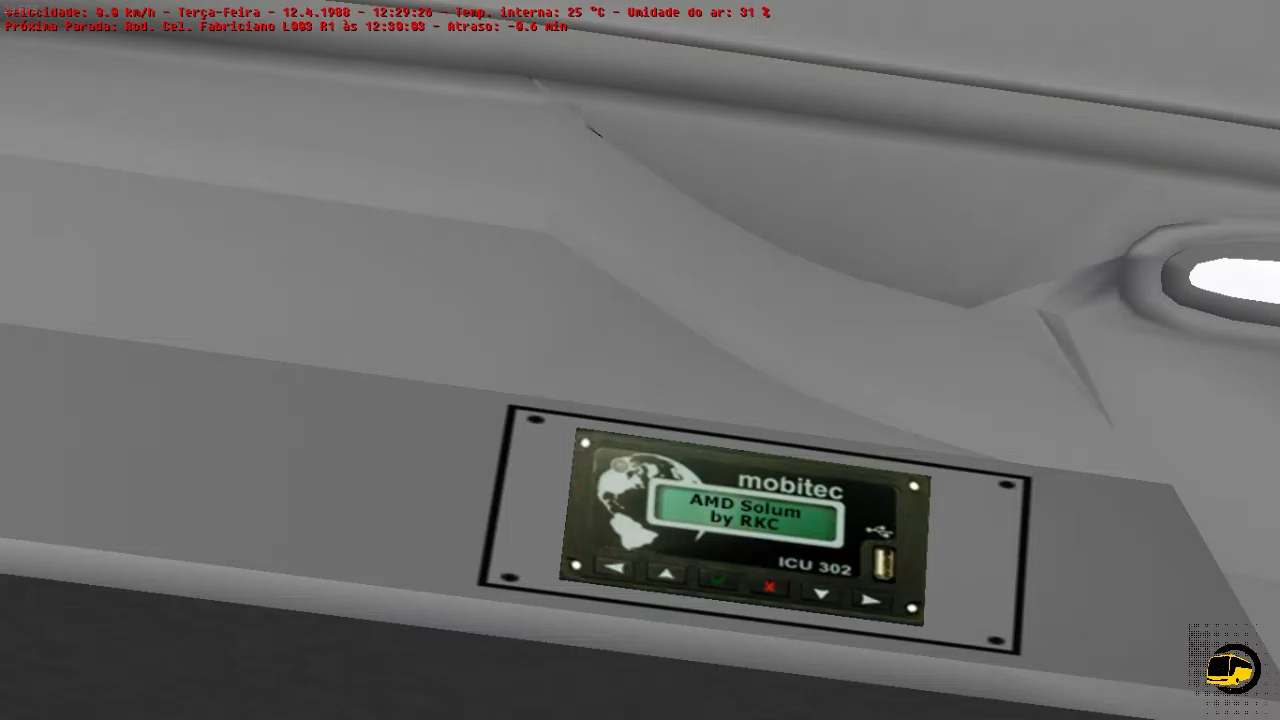 Velocidade: 0.0 km/h - Terça-Feira - 12.4.1988 - 12:29:26 - Temp. interna: 25 °C - Umidade do ar: 31 %
Próxima Parada: Rod. Cel. Fabriciano L003 R1 às 12:30:03 - Atraso: -0.6 min
mobitec
AMD Solum
by RKC
ICU 302